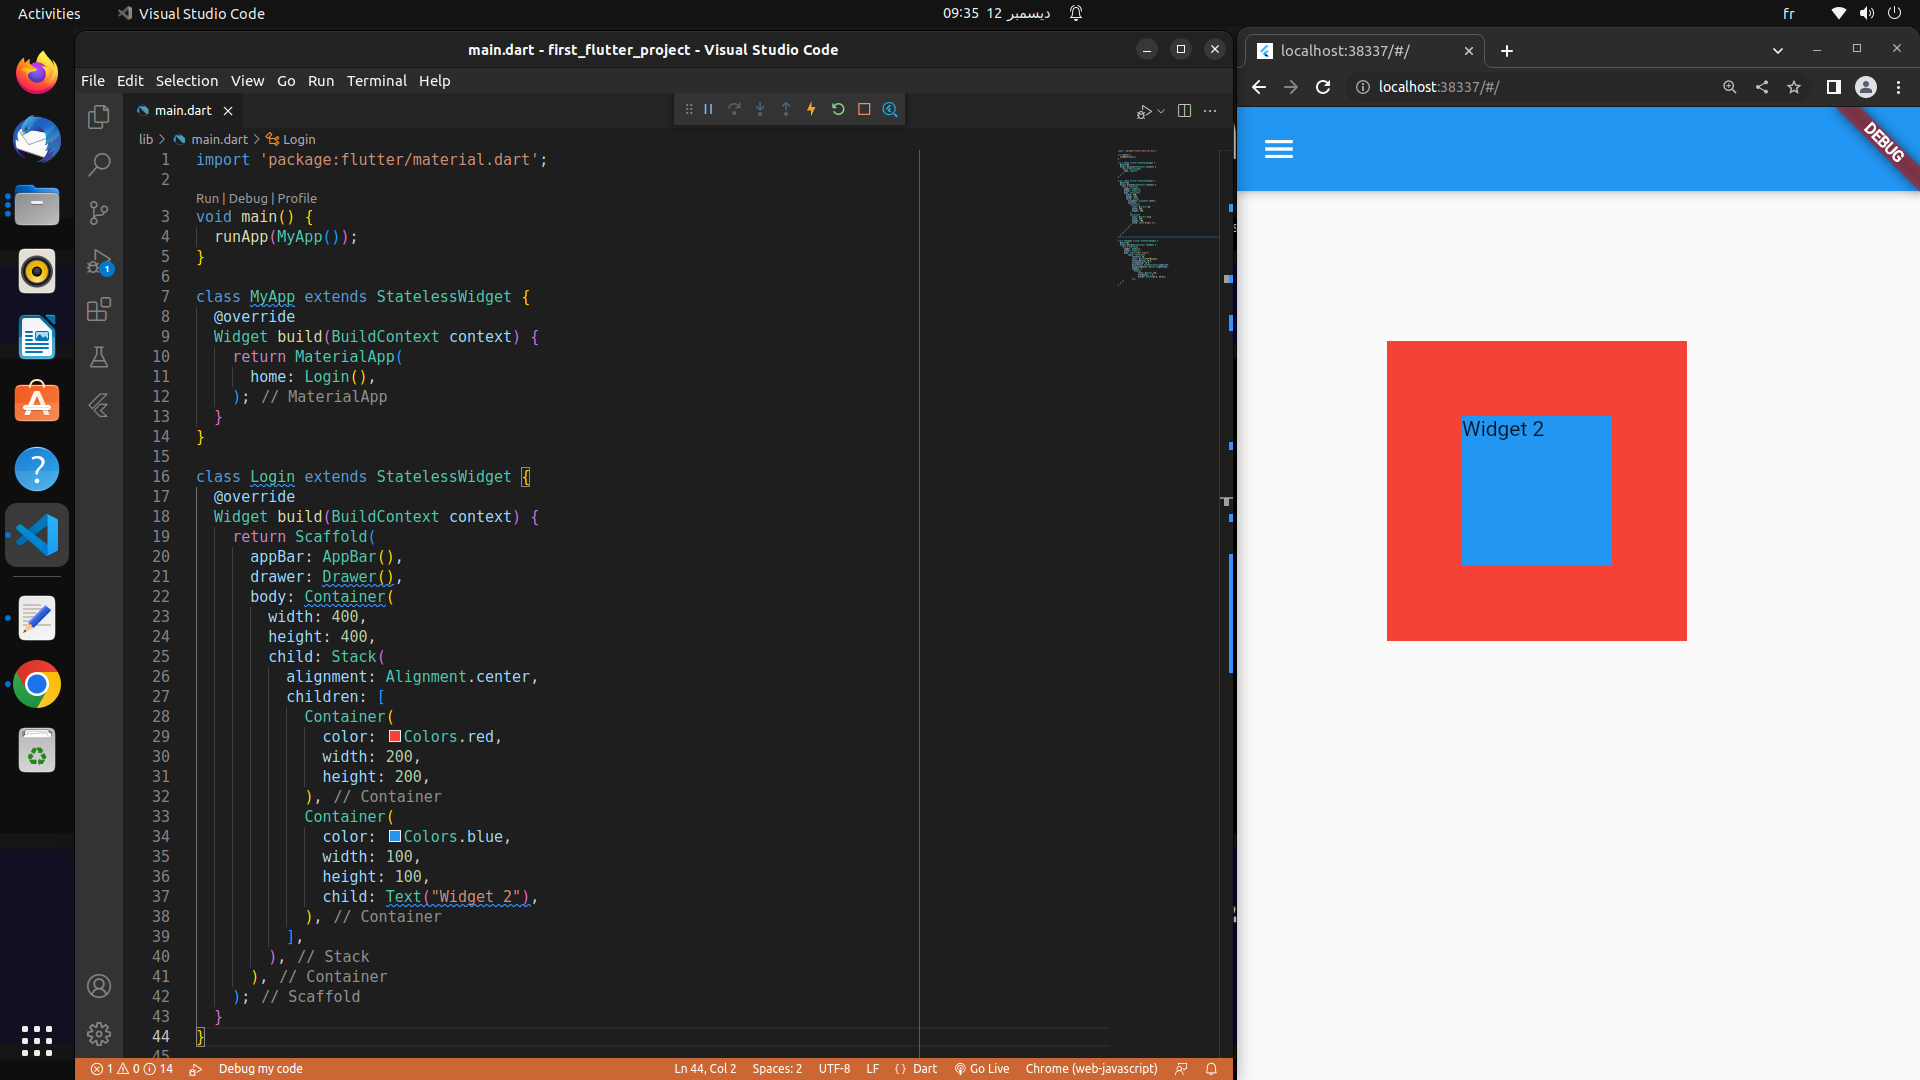 Activities
Visual Studio Code
09:35 12 ديسمبر
fr
main.dart - first_flutter_project - Visual Studio Code
File Edit Selection View Go Run Terminal Help
main.dart
lib > main.dart > Login
1 import 'package:flutter/material.dart';
2
Run | Debug | Profile
3 void main() {
4 runApp(MyApp());
5 }
6
7 class MyApp extends StatelessWidget {
8 @override
9 Widget build(BuildContext context) {
10 return MaterialApp(
11 home: Login(),
12 ); // MaterialApp
13 }
14 }
15
16 class Login extends StatelessWidget {
17 @override
18 Widget build(BuildContext context) {
19 return Scaffold(
20 appBar: AppBar(),
21 drawer: Drawer(),
22 body: Container(
23 width: 400,
24 height: 400,
25 child: Stack(
26 alignment: Alignment.center,
27 children: [
28 Container(
29 color: Colors.red,
30 width: 200,
31 height: 200,
32 ), // Container
33 Container(
34 color: Colors.blue,
35 width: 100,
36 height: 100,
37 child: Text("Widget 2"),
38 ), // Container
39 ],
40 ), // Stack
41 ), // Container
42 ); // Scaffold
43 }
44 }
45
1
1 0 14 Debug my code
Ln 44, Col 2 Spaces: 2 UTF-8 LF {} Dart Go Live Chrome (web-javascript)
localhost:38337/#/
localhost:38337/#/
DEBUG
Widget 2